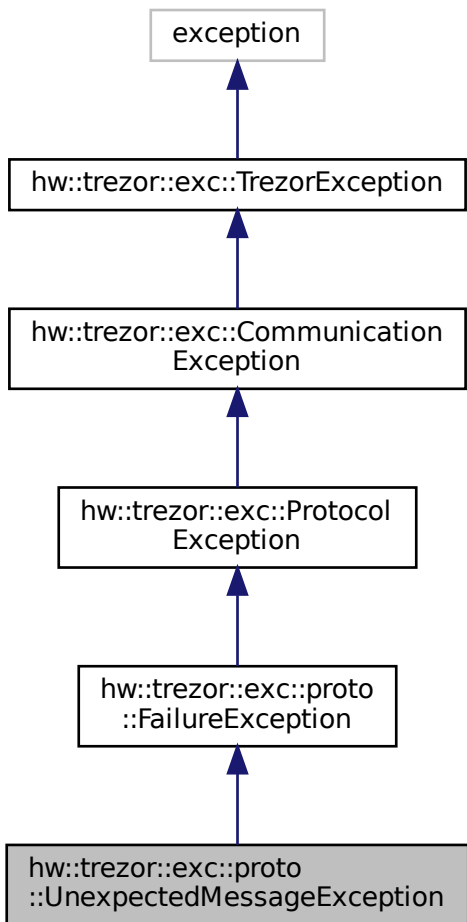 exception
hw::trezor::exc::TrezorException
hw::trezor::exc::Communication
Exception
hw::trezor::exc::Protocol
Exception
hw::trezor::exc::proto
::FailureException
hw::trezor::exc::proto
::UnexpectedMessageException